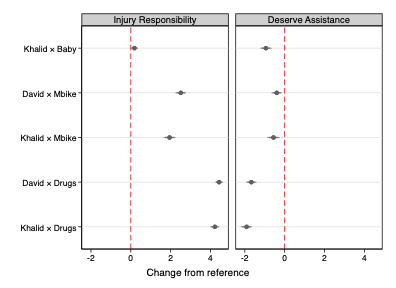 Injury Responsibility
Deserve Assistance
Khalid × Baby
David × Mbike
Khalid × Mbike
David × Drugs
Khalid × Drugs
-2 0 2 4
-2 0 2 4
Change from reference